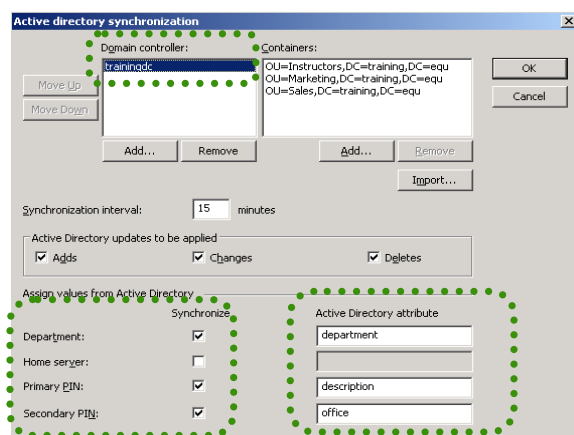 Active directory synchronization
Domain controller:
Containers:
trainingdc
OU=Instructors,DC=training,DC=equ
OU=Marketing,DC=training,DC=equ
OU=Sales,DC=training,DC=equ
OK
Cancel
Move Up
Move Down
Add...
Remove
Add...
Remove
Import...
Synchronization interval:
15
minutes
Active Directory updates to be applied
Adds
Changes
Deletes
Assign values from Active Directory
Synchronize
Active Directory attribute
Department:
department
Home server:
Primary PIN:
description
Secondary PIN:
office